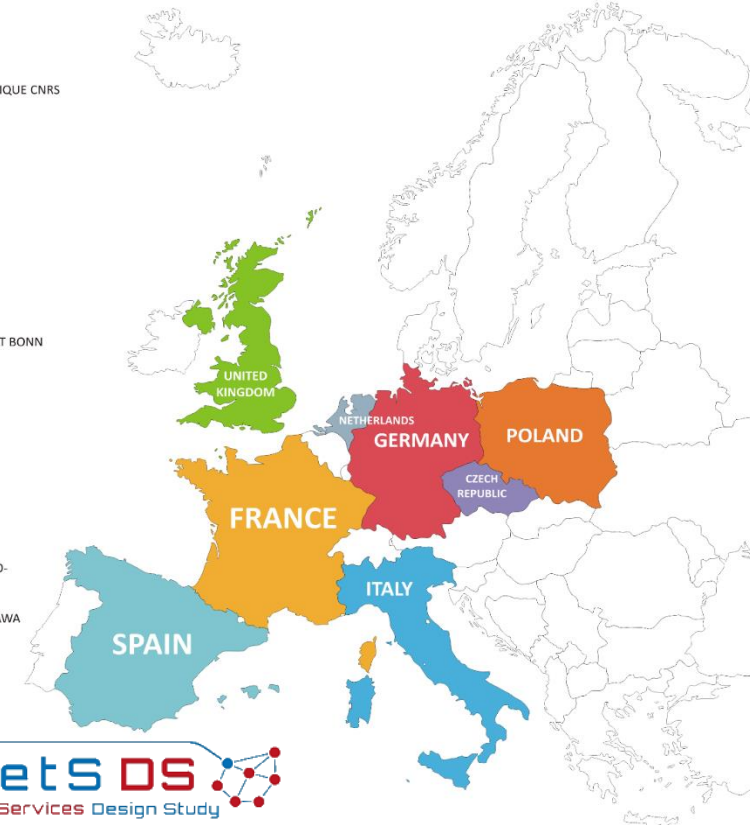 IQUE CNRS
T BONN
D-
AWA
UNITED
KINGDOM
NETHERLANDS
GERMANY
POLAND
CZECH
REPUBLIC
FRANCE
ITALY
SPAIN
etS DS
Services Design Study